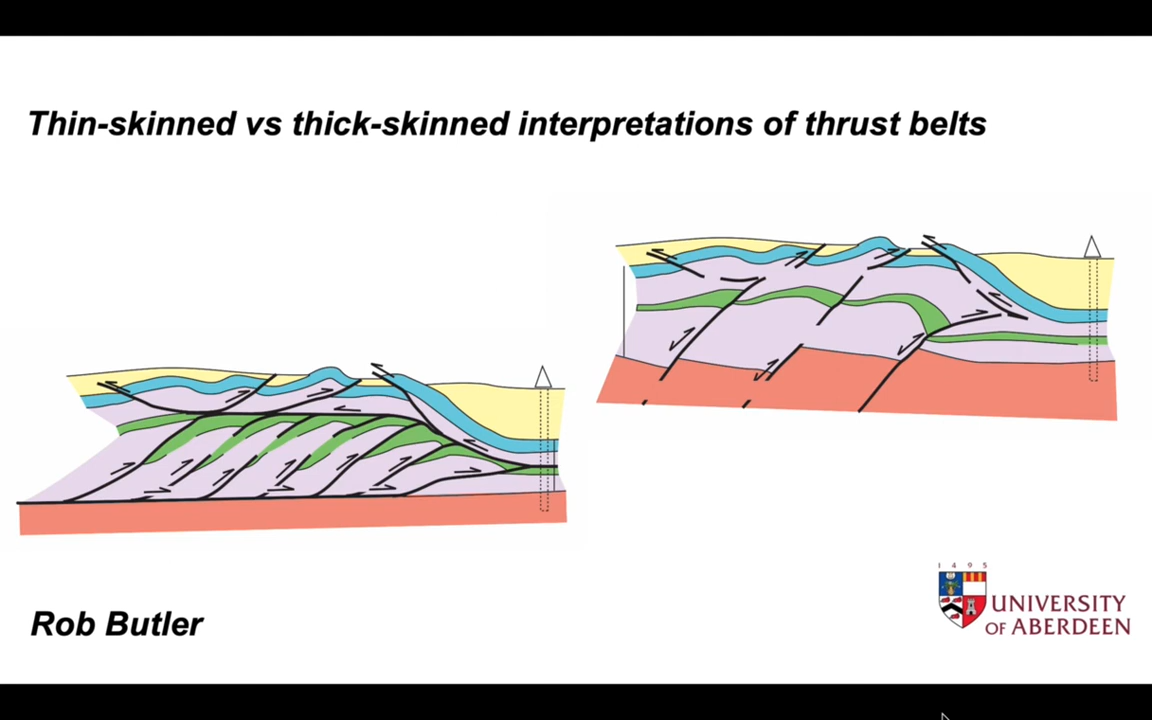 Thin-skinned vs thick-skinned interpretations of thrust belts
1 4 9 5
UNIVERSITY
OF ABERDEEN
Rob Butler